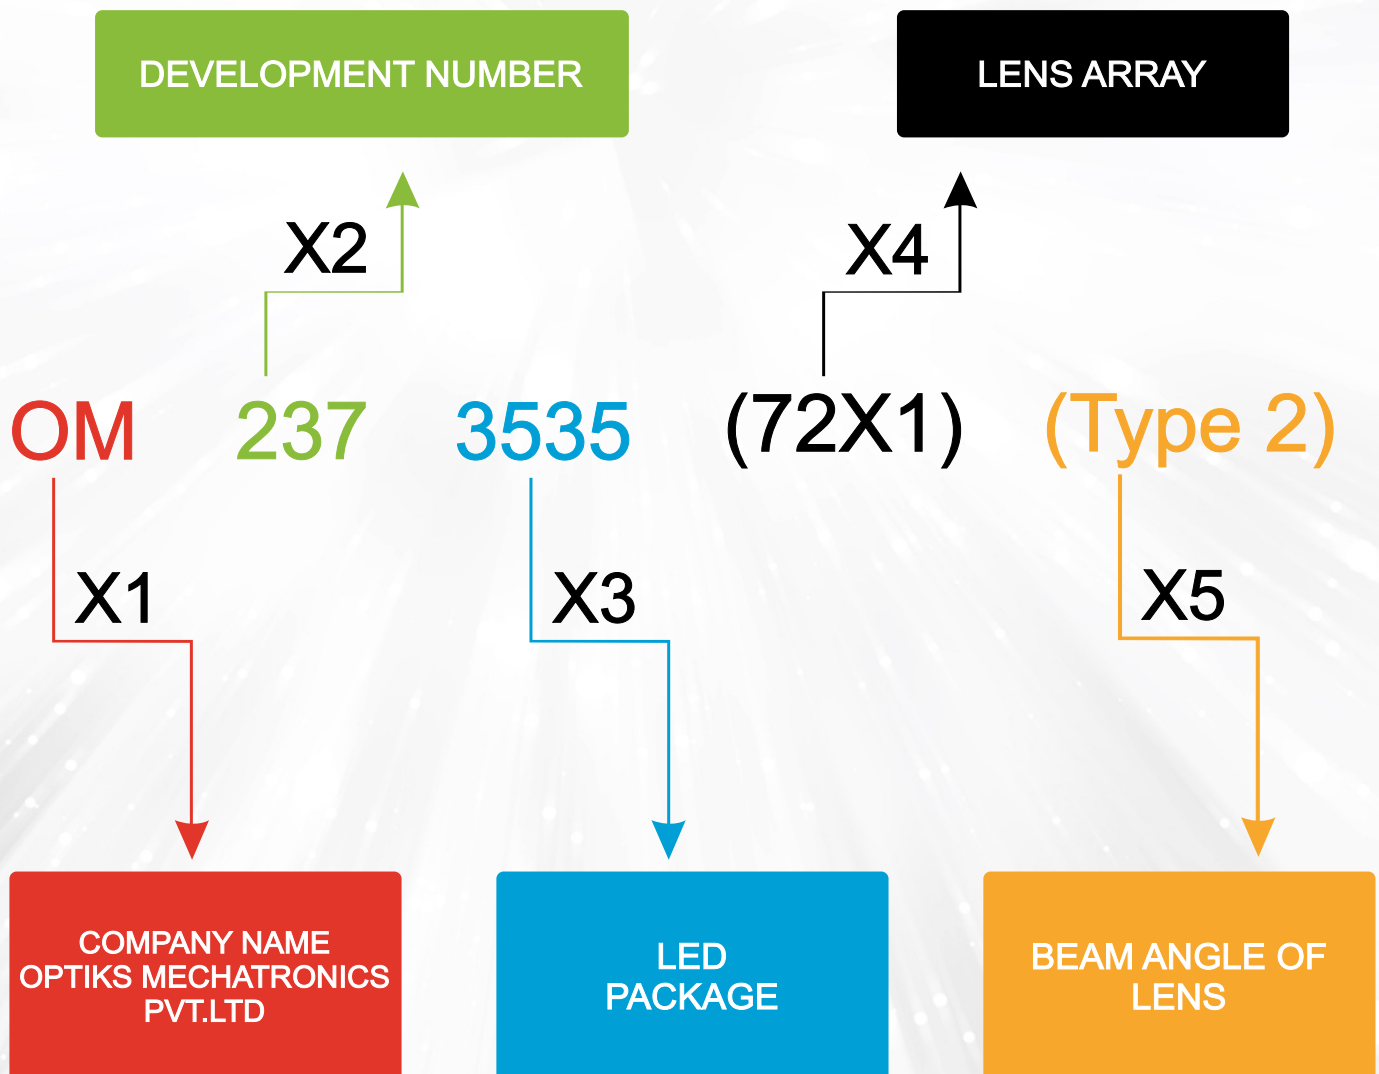 DEVELOPMENT NUMBER
LENS ARRAY
X2
X4
OM 237 3535 (72X1) (Type 2)
X1
X3
X5
COMPANY NAME
OPTIKS MECHATRONICS
PVT.LTD
LED
PACKAGE
BEAM ANGLE OF
LENS